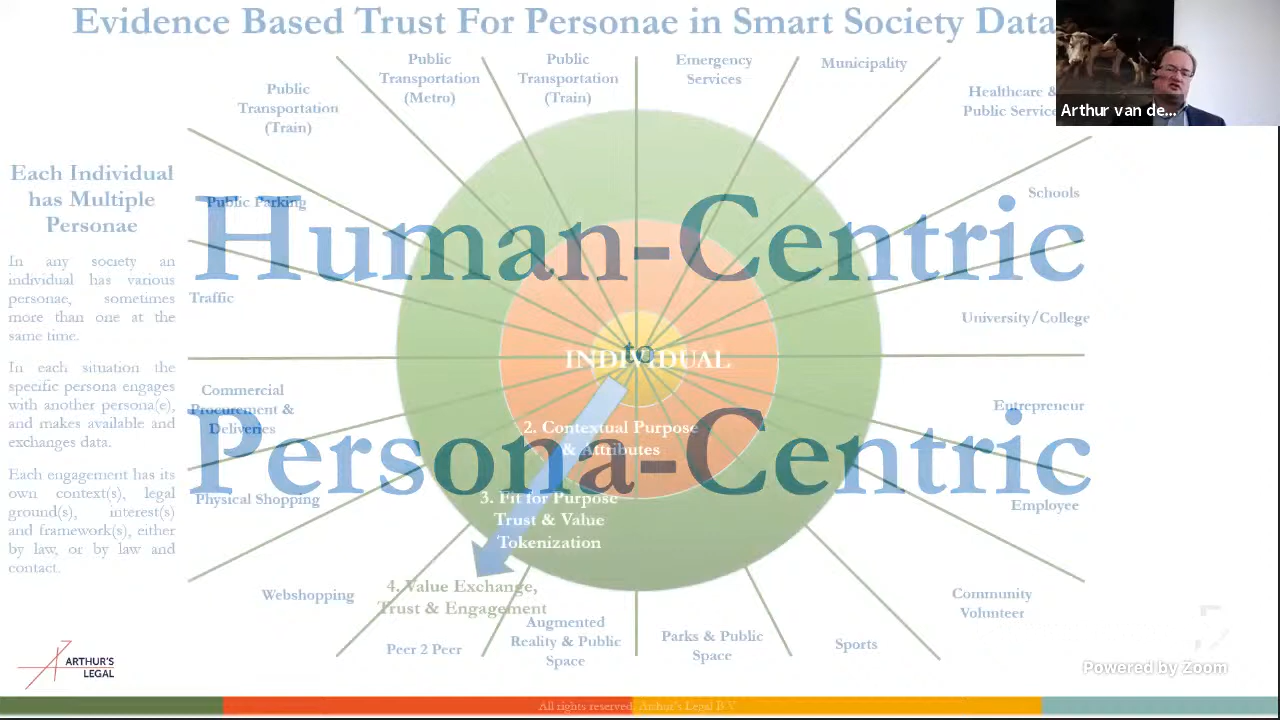 Evidence Based Trust For Personae in Smart Society Data
Arthur van de...
Public
Transportation
(Train)
Public
Transportation
(Metro)
Public
Transportation
(Train)
Emergency
Services
Municipality
Healthcare &
Public Service
Each Individual
has Multiple
Personae
In any society an
individual has various
personae, sometimes
more than one at the
same time.
In each situation the
specific persona engages
with another persona(e),
and makes available and
exchanges data.
Each engagement has its
own context(s), legal
ground(s), interest(s)
and framework(s), either
by law, or by law and
contact.
Public Parking
Schools
Human-Centric
Traffic
University/College
to
INDIVIDUAL
Commercial
Procurement &
Deliveries
Entrepreneur
2. Contextual Purpose
& Attributes
Persona-Centric
Physical Shopping
Employee
3. Fit for Purpose
Trust & Value
Tokenization
Webshopping
4. Value Exchange,
Trust & Engagement
Community
Volunteer
Peer 2 Peer
Augmented
Reality & Public
Space
Parks & Public
Space
Sports
ARTHUR'S
LEGAL
Powered by Zoom
All rights reserved, Arthur's Legal B.V.